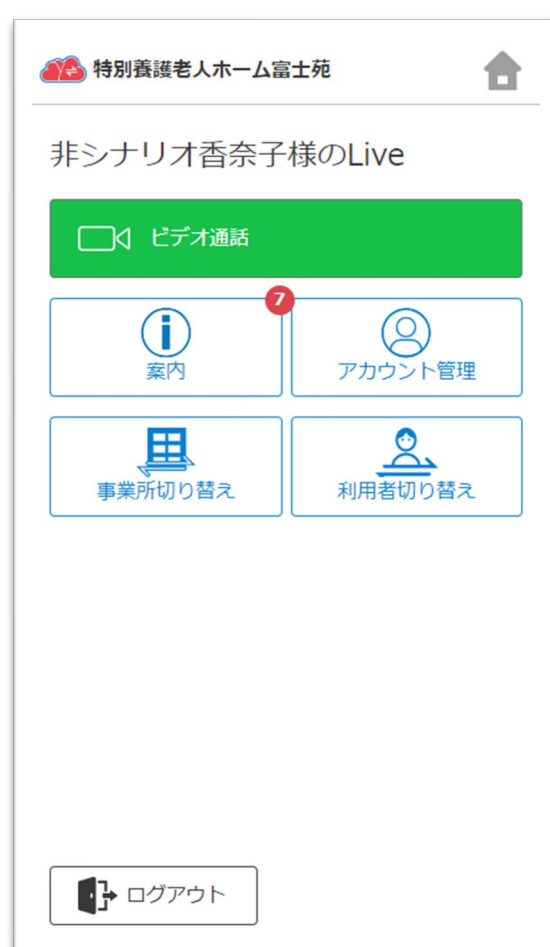 特別養護老人ホーム富士苑
非シナリオ香奈子様のLive
ビデオ通話
7
案内
アカウント管理
事業所切り替え
利用者切り替え
ログアウト